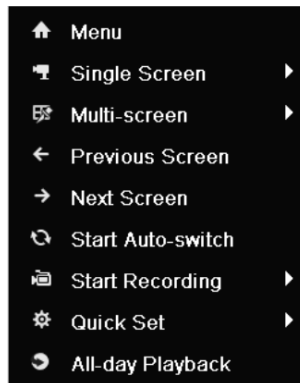 Menu
Single Screen
Multi-screen
Previous Screen
Next Screen
Start Auto-switch
Start Recording
Quick Set
All-day Playback